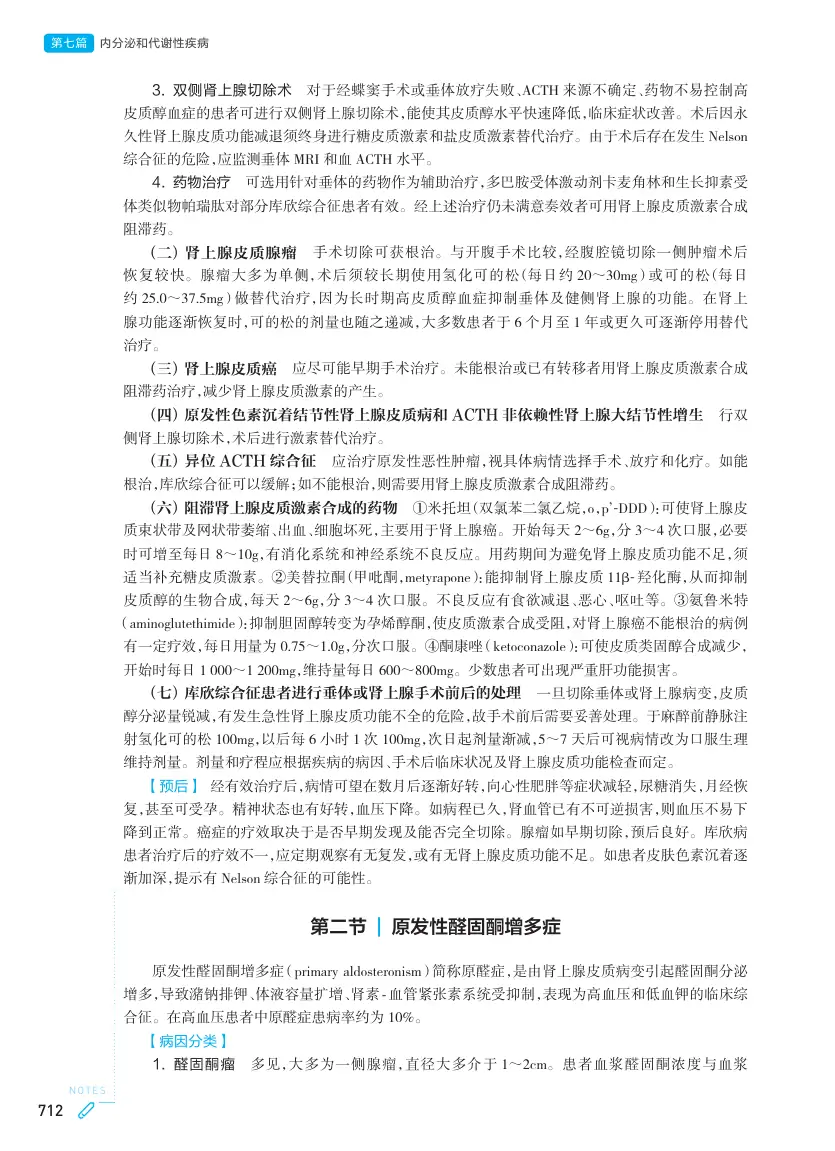 第七篇 内分泌和代谢性疾病
3. 双侧肾上腺切除术 对于经蝶窦手术或垂体放疗失败、ACTH 来源不确定、药物不易控制高
皮质醇血症的患者可进行双侧肾上腺切除术,能使其皮质醇水平快速降低,临床症状改善。术后因永
久性肾上腺皮质功能减退须终身进行糖皮质激素和盐皮质激素替代治疗。由于术后存在发生 Nelson
综合征的危险,应监测垂体 MRI 和血 ACTH 水平。
4. 药物治疗 可选用针对垂体的药物作为辅助治疗,多巴胺受体激动剂卡麦角林和生长抑素受
体类似物帕瑞肽对部分库欣综合征患者有效。经上述治疗仍未满意奏效者可用肾上腺皮质激素合成
阻滞药。
(二) 肾上腺皮质腺瘤 手术切除可获根治。与开腹手术比较,经腹腔镜切除一侧肿瘤术后
恢复较快。腺瘤大多为单侧,术后须较长期使用氢化可的松(每日约 20～30mg)或可的松(每日
约 25.0～37.5mg)做替代治疗,因为长时期高皮质醇血症抑制垂体及健侧肾上腺的功能。在肾上
腺功能逐渐恢复时,可的松的剂量也随之递减,大多数患者于 6 个月至 1 年或更久可逐渐停用替代
治疗。
(三) 肾上腺皮质癌 应尽可能早期手术治疗。未能根治或已有转移者用肾上腺皮质激素合成
阻滞药治疗,减少肾上腺皮质激素的产生。
(四) 原发性色素沉着结节性肾上腺皮质病和 ACTH 非依赖性肾上腺大结节性增生 行双
侧肾上腺切除术,术后进行激素替代治疗。
(五) 异位 ACTH 综合征 应治疗原发性恶性肿瘤,视具体病情选择手术、放疗和化疗。如能
根治,库欣综合征可以缓解;如不能根治,则需要用肾上腺皮质激素合成阻滞药。
(六) 阻滞肾上腺皮质激素合成的药物 ①米托坦(双氯苯二氯乙烷,o,p'-DDD):可使肾上腺皮
质束状带及网状带萎缩、出血、细胞坏死,主要用于肾上腺癌。开始每天 2～6g,分 3～4 次口服,必要
时可增至每日 8～10g,有消化系统和神经系统不良反应。用药期间为避免肾上腺皮质功能不足,须
适当补充糖皮质激素。②美替拉酮(甲吡酮,metyrapone):能抑制肾上腺皮质 11β-羟化酶,从而抑制
皮质醇的生物合成,每天 2～6g,分 3～4 次口服。不良反应有食欲减退、恶心、呕吐等。③氨鲁米特
(aminoglutethimide):抑制胆固醇转变为孕烯醇酮,使皮质激素合成受阻,对肾上腺癌不能根治的病例
有一定疗效,每日用量为 0.75～1.0g,分次口服。④酮康唑(ketoconazole):可使皮质类固醇合成减少,
开始时每日 1 000～1 200mg,维持量每日 600～800mg。少数患者可出现严重肝功能损害。
(七) 库欣综合征患者进行垂体或肾上腺手术前后的处理 一旦切除垂体或肾上腺病变,皮质
醇分泌量锐减,有发生急性肾上腺皮质功能不全的危险,故手术前后需要妥善处理。于麻醉前静脉注
射氢化可的松 100mg,以后每 6 小时 1 次 100mg,次日起剂量渐减,5～7 天后可视病情改为口服生理
维持剂量。剂量和疗程应根据疾病的病因、手术后临床状况及肾上腺皮质功能检查而定。
【预后】 经有效治疗后,病情可望在数月后逐渐好转,向心性肥胖等症状减轻,尿糖消失,月经恢
复,甚至可受孕。精神状态也有好转,血压下降。如病程已久,肾血管已有不可逆损害,则血压不易下
降到正常。癌症的疗效取决于是否早期发现及能否完全切除。腺瘤如早期切除,预后良好。库欣病
患者治疗后的疗效不一,应定期观察有无复发,或有无肾上腺皮质功能不足。如患者皮肤色素沉着逐
渐加深,提示有 Nelson 综合征的可能性。
第二节 | 原发性醛固酮增多症
原发性醛固酮增多症(primary aldosteronism)简称原醛症,是由肾上腺皮质病变引起醛固酮分泌
增多,导致潴钠排钾、体液容量扩增、肾素-血管紧张素系统受抑制,表现为高血压和低血钾的临床综
合征。在高血压患者中原醛症患病率约为 10%。
【病因分类】
1. 醛固酮瘤 多见,大多为一侧腺瘤,直径大多介于 1～2cm。患者血浆醛固酮浓度与血浆
NOTES
712